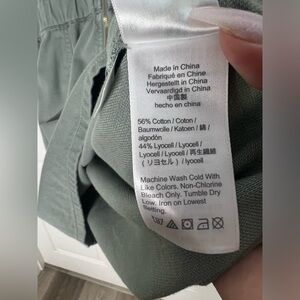 Made in China
Fabriqué en Chine
Hergestellt in China
Vervaardigd in China
中国製
hecho en china
56% Cotton / Coton /
Baumwolle / Katoen / 綿 /
algodón
44% Lyocell / Lyocell /
Lyocell / Lyocell / 再生繊維
(リヨセル) / lyocell
Machine Wash Cold With
Like Colors. Non-Chlorine
Bleach Only. Tumble Dry
Low. Iron on Lowest
Setting.